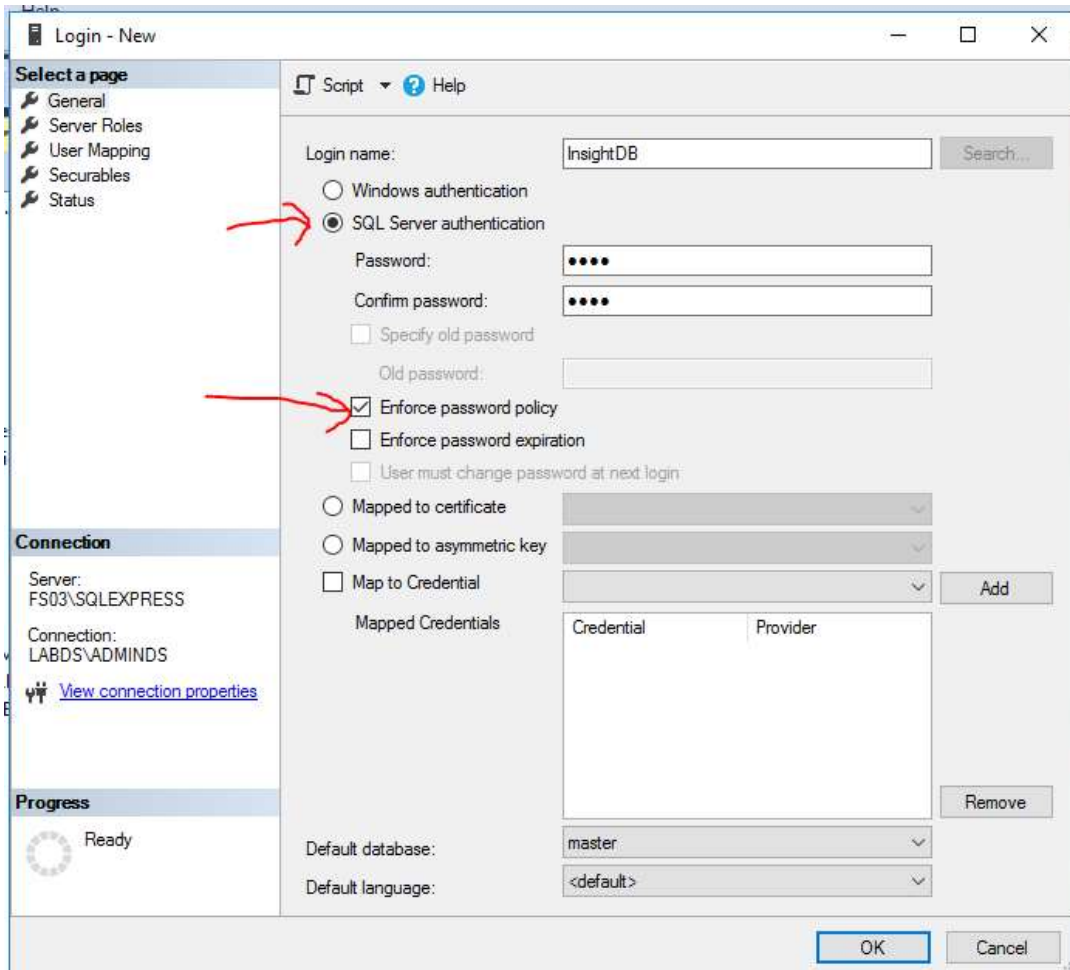 Help
Login - New
Select a page
General
Server Roles
User Mapping
Securables
Status
Script Help
Login name: InsightDB Search...
Windows authentication
SQL Server authentication
Password: ●●●●
Confirm password: ●●●●
Specify old password
Old password:
Enforce password policy
Enforce password expiration
User must change password at next login
Mapped to certificate
Mapped to asymmetric key
Map to Credential Add
Mapped Credentials Credential Provider
Remove
Default database: master
Default language: <default>
Connection
Server:
FS03\SQLEXPRESS
Connection:
LABDS\ADMINDS
View connection properties
Progress
Ready
OK Cancel